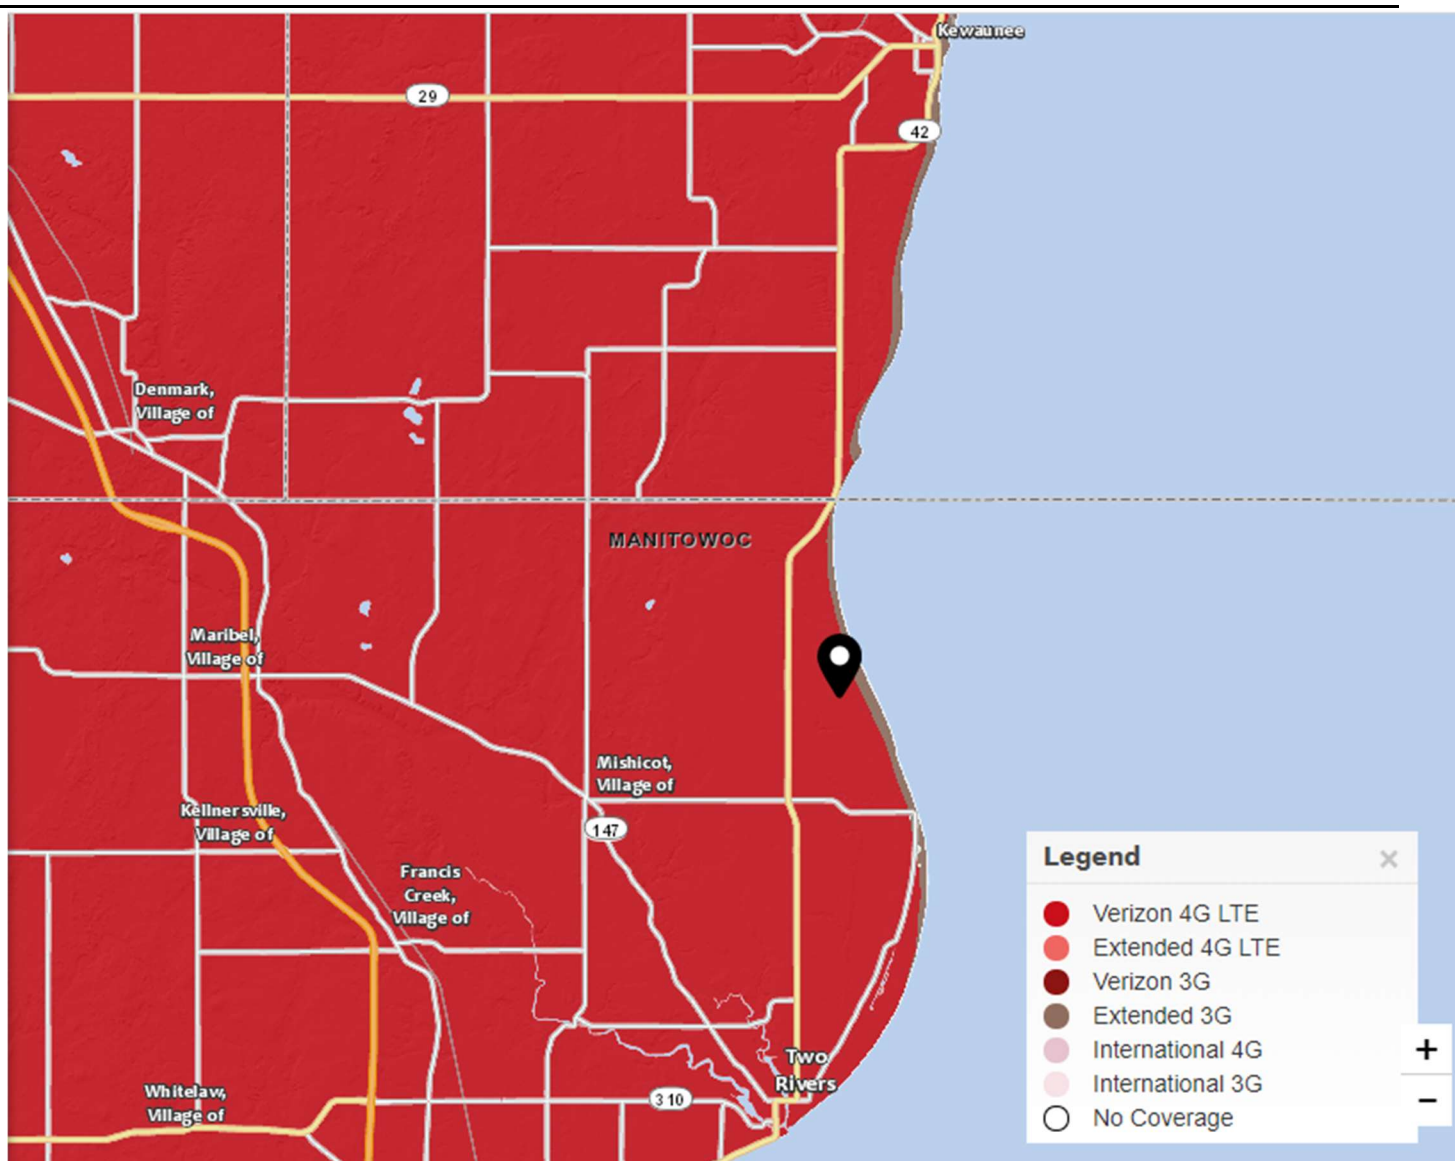 Kewaunee
29
42
Denmark,
Village of
MANITOWOC
Maribel,
Village of
Mishicot,
Village of
Kellnersville,
Village of
147
Francis
Creek,
Village of
Legend ×
Verizon 4G LTE
Extended 4G LTE
Verizon 3G
Extended 3G
International 4G
International 3G
No Coverage
+
−
Two
Rivers
Whitelaw,
Village of
310